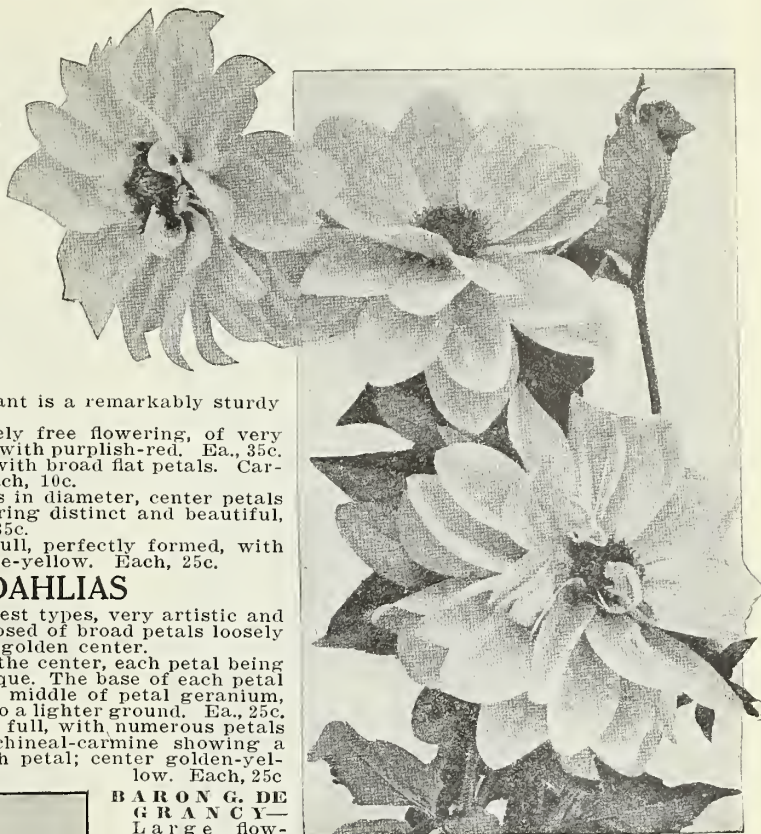 ant is a remarkably sturdy
ely free flowering, of very
with purplish-red. Ea., 35c.
with broad flat petals. Car-
ch, 10c.
s in diameter, center petals
ring distinct and beautiful,
35c.
ull, perfectly formed, with
e-yellow. Each, 25c.
DAHLIAS
est types, very artistic and
osed of broad petals loosely
golden center.
the center, each petal being
que. The base of each petal
middle of petal geranium,
o a lighter ground. Ea., 25c.
full, with numerous petals
chineal-carmine showing a
h petal; center golden-yel-
low. Each, 25c
BARON G. DE
GRANCY—
Large flow-